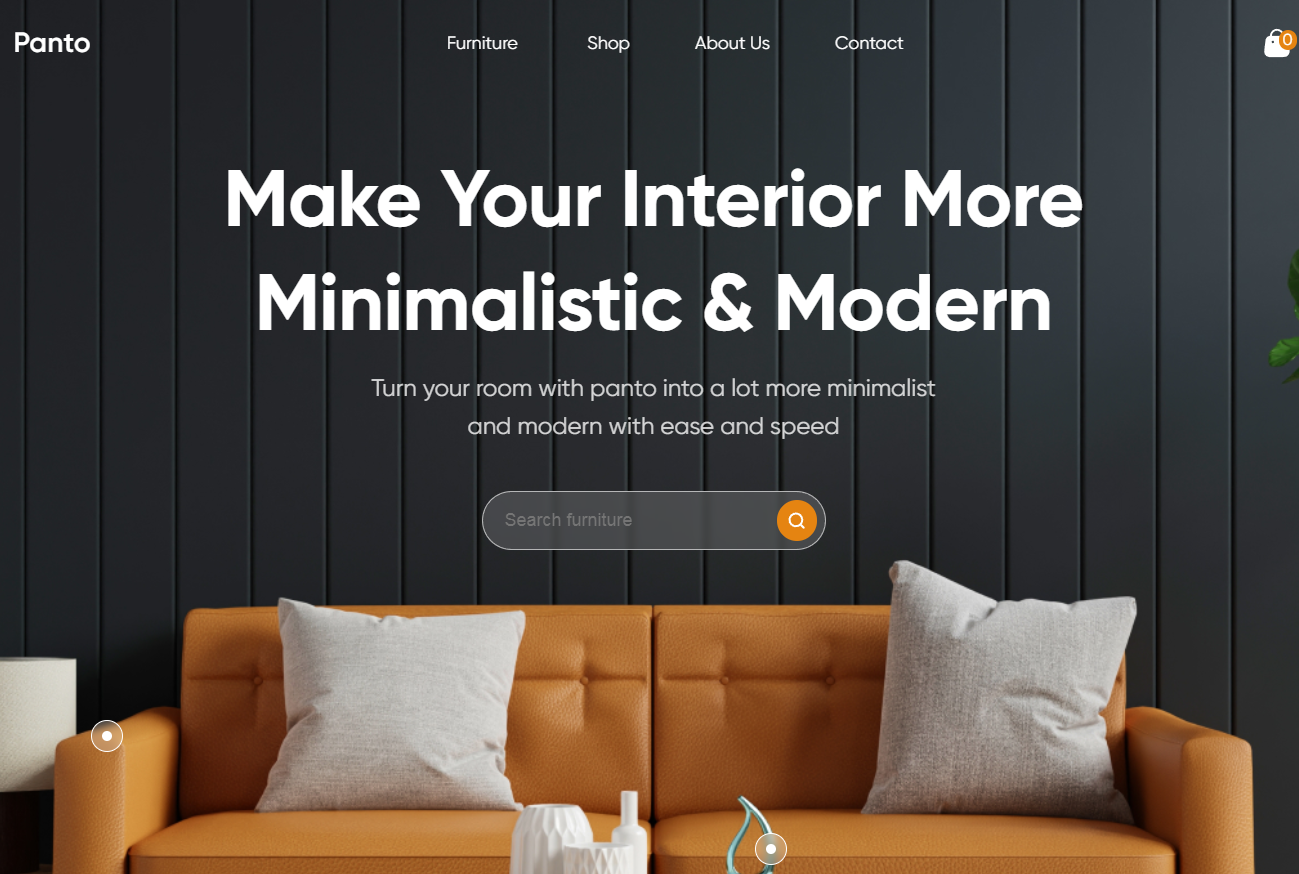 Panto
Furniture Shop About Us Contact
0
Make Your Interior More
Minimalistic & Modern
Turn your room with panto into a lot more minimalist
and modern with ease and speed
Search furniture